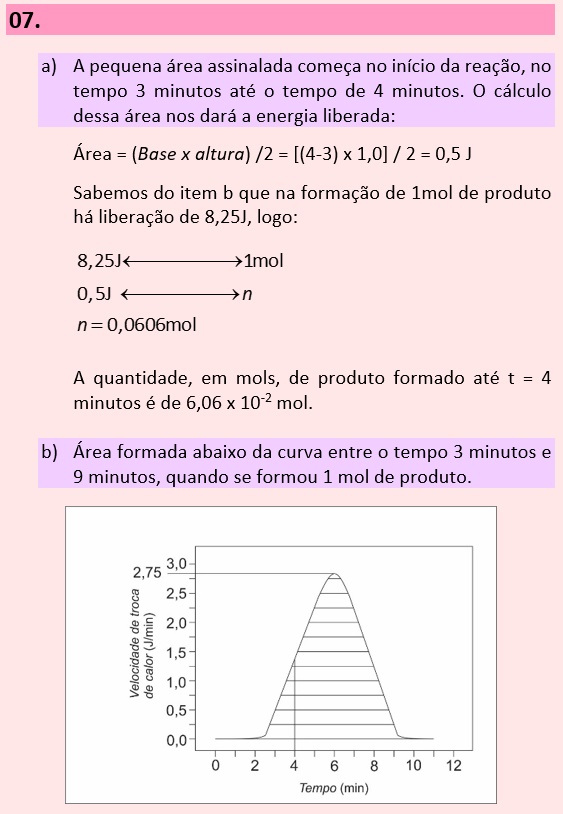 07.
a) A pequena área assinalada começa no início da reação, no
tempo 3 minutos até o tempo de 4 minutos. O cálculo
dessa área nos dará a energia liberada:
Área = (Base x altura) /2 = [(4-3) x 1,0] / 2 = 0,5 J
Sabemos do item b que na formação de 1mol de produto
há liberação de 8,25J, logo:
8,25J⟵⟶1mol
0,5J ⟵⟶n
n = 0,0606mol
A quantidade, em mols, de produto formado até t = 4
minutos é de 6,06 x 10⁻² mol.
b) Área formada abaixo da curva entre o tempo 3 minutos e
9 minutos, quando se formou 1 mol de produto.
Velocidade de troca
de calor (J/min)
3,0
2,75
2,5
2,0
1,5
1,0
0,5
0,0
0 2 4 6 8 10 12
Tempo (min)